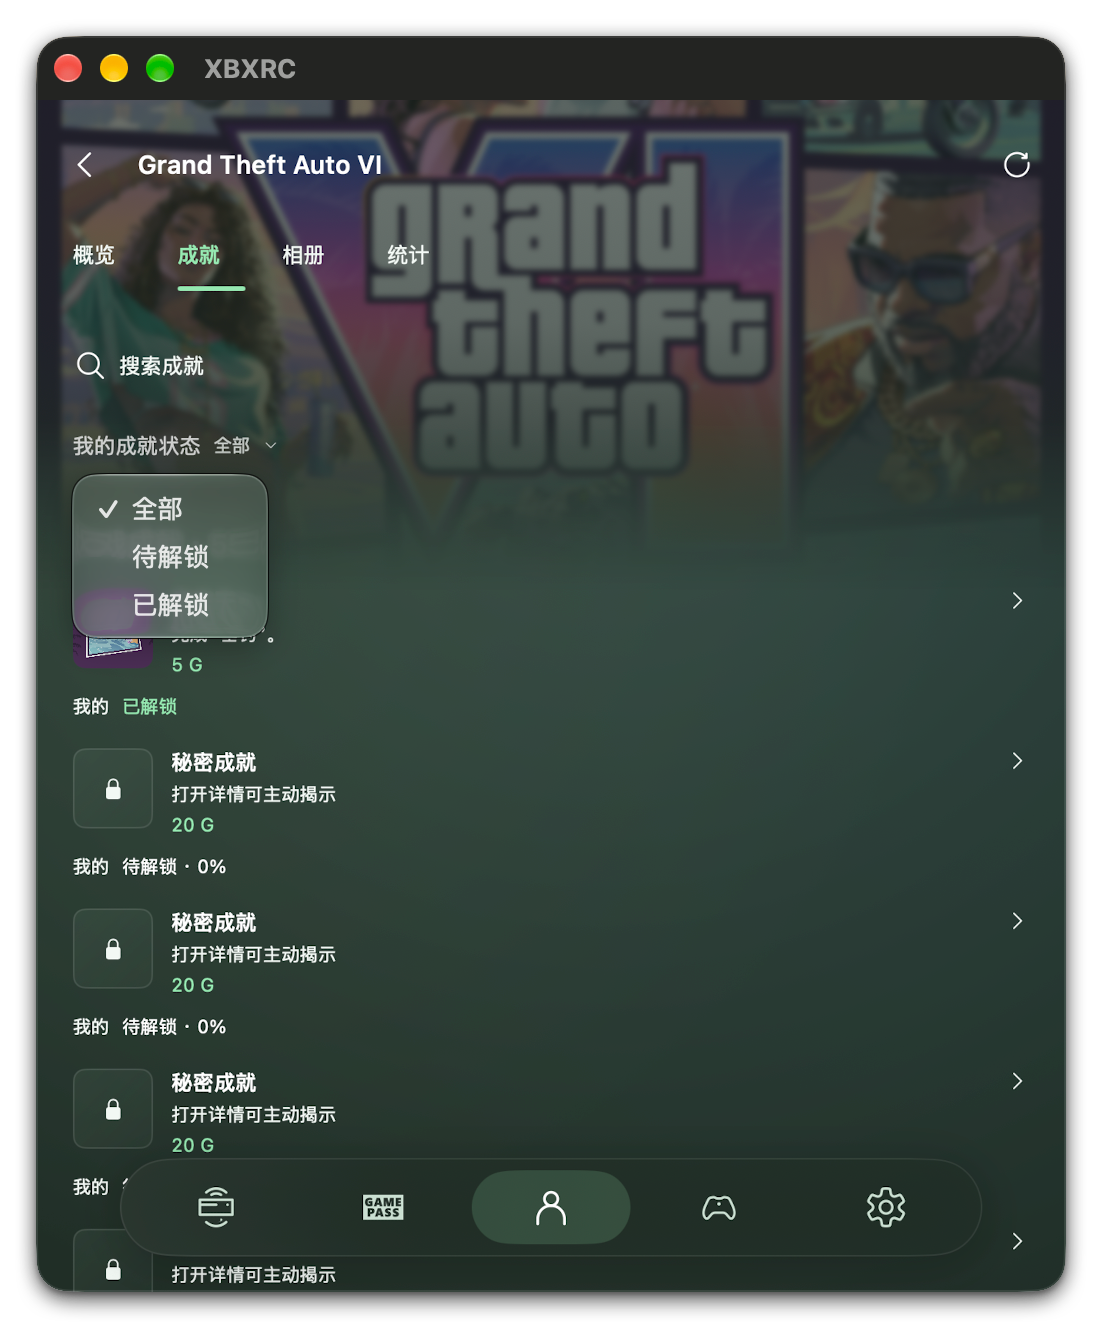 XBXRC
Grand Theft Auto VI
概览 成就 相册 统计
grand
theft
auto
搜索成就
我的成就状态 全部
全部
待解锁
已解锁
5 G
我的 已解锁
秘密成就
打开详情可主动揭示
20 G
我的 待解锁 · 0%
秘密成就
打开详情可主动揭示
20 G
我的 待解锁 · 0%
秘密成就
打开详情可主动揭示
20 G
我的
GAME
PASS
打开详情可主动揭示